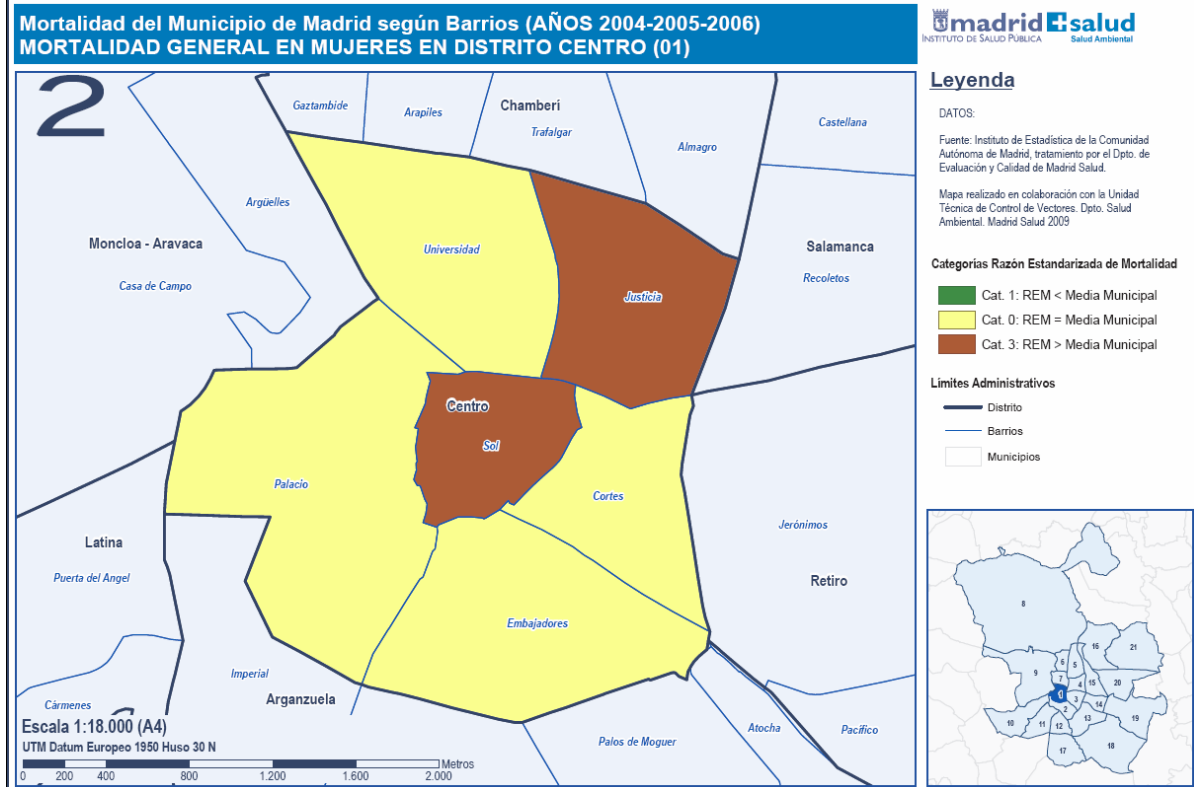 Mortalidad del Municipio de Madrid según Barrios (AÑOS 2004-2005-2006)
MORTALIDAD GENERAL EN MUJERES EN DISTRITO CENTRO (01)
madrid salud
INSTITUTO DE SALUD PÚBLICA
Salud Ambiental
2
Gaztambide
Arapiles
Chamberí
Trafalgar
Almagro
Castellana
Argüelles
Moncloa - Aravaca
Casa de Campo
Universidad
Justicia
Salamanca
Recoletos
Centro
Sol
Palacio
Cortes
Jerónimos
Latina
Puerta del Angel
Retiro
Embajadores
Imperial
Arganzuela
Cármenes
Palos de Moguer
Atocha
Pacífico
Escala 1:18.000 (A4)
UTM Datum Europeo 1950 Huso 30 N
Metros
0 200 400 800 1.200 1.600 2.000
Leyenda
DATOS:
Fuente: Instituto de Estadística de la Comunidad
Autónoma de Madrid, tratamiento por el Dpto. de
Evaluación y Calidad de Madrid Salud.
Mapa realizado en colaboración con la Unidad
Técnica de Control de Vectores. Dpto. Salud
Ambiental. Madrid Salud 2009
Categorías Razón Estandarizada de Mortalidad
Cat. 1: REM < Media Municipal
Cat. 0: REM = Media Municipal
Cat. 3: REM > Media Municipal
Limites Administrativos
Distrito
Barrios
Municipios
8
16
21
6
5
9
7
4
15
20
1
3
14
2
10
11
12
13
19
17
18